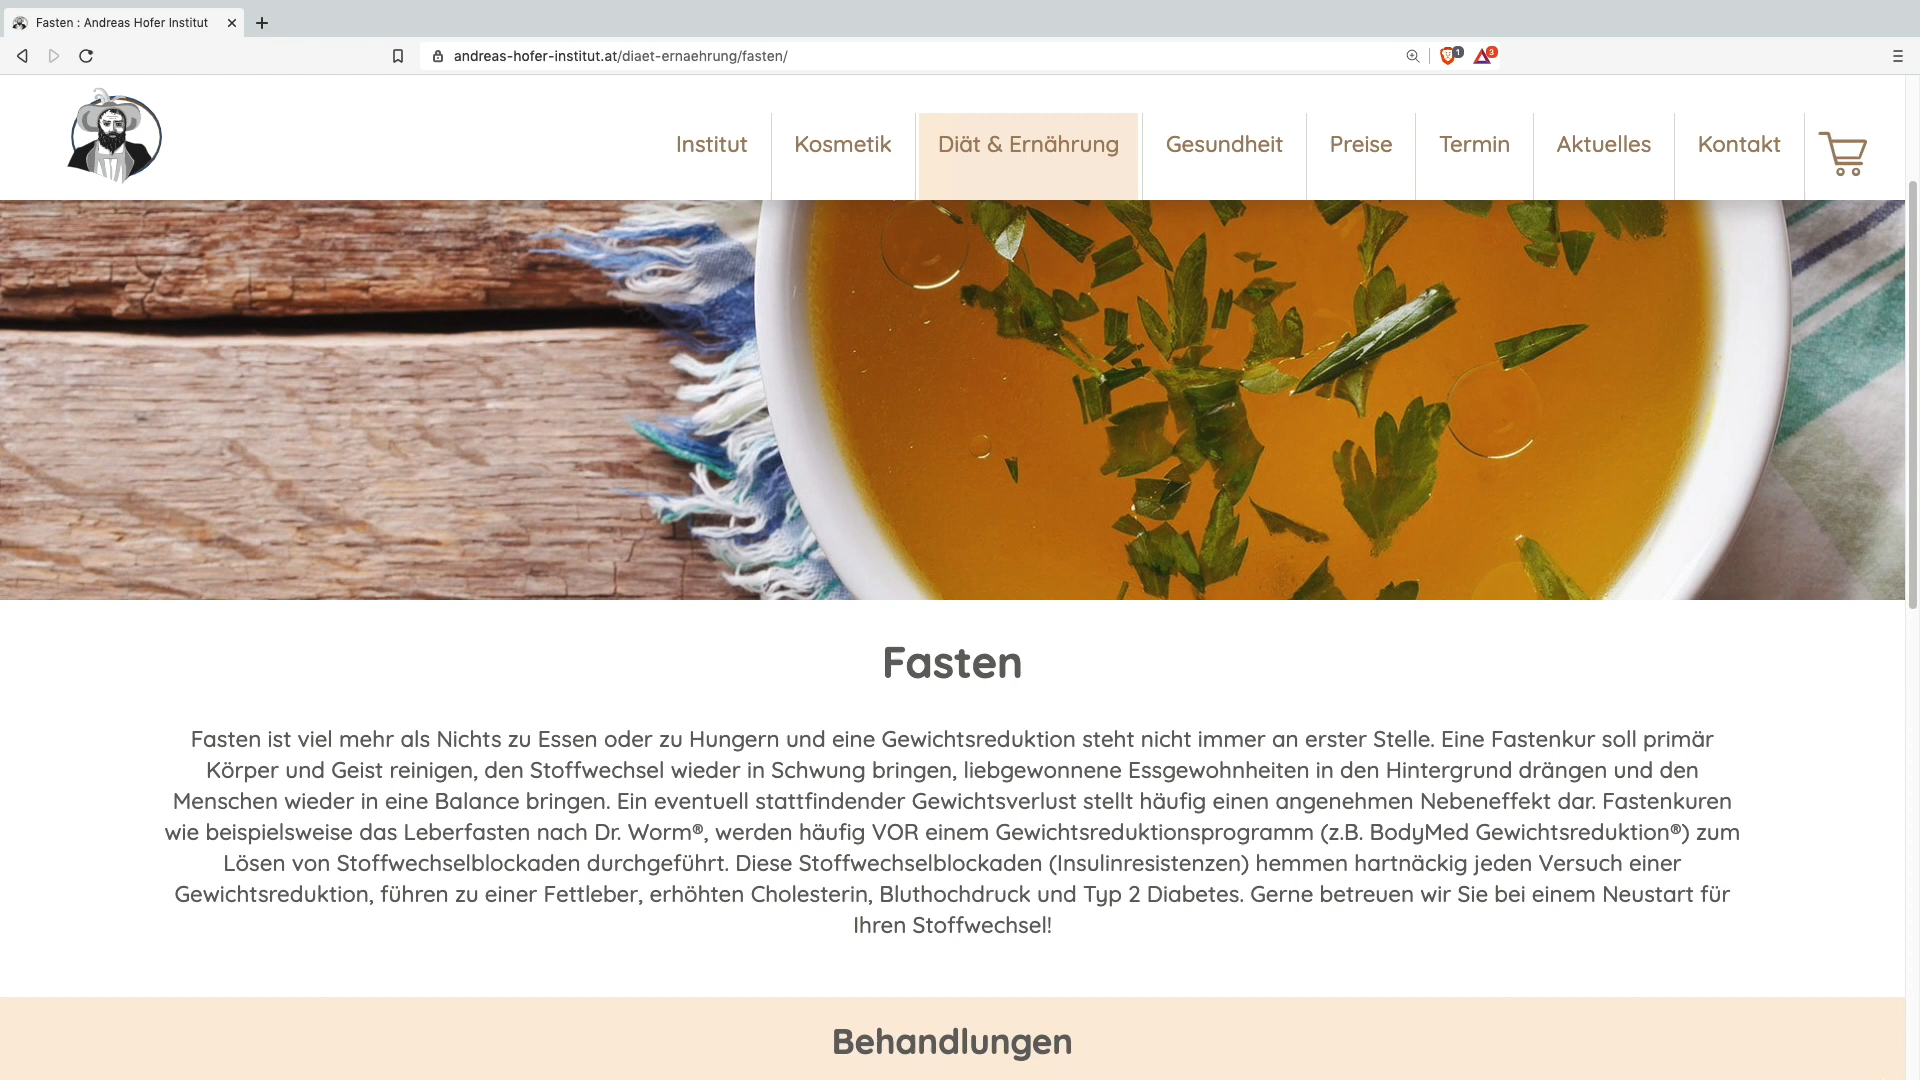 Fasten : Andreas Hofer Institut
andreas-hofer-institut.at/diaet-ernaehrung/fasten/
1
3
Institut
Kosmetik
Diät & Ernährung
Gesundheit
Preise
Termin
Aktuelles
Kontakt
Fasten
Fasten ist viel mehr als Nichts zu Essen oder zu Hungern und eine Gewichtsreduktion steht nicht immer an erster Stelle. Eine Fastenkur soll primär
Körper und Geist reinigen, den Stoffwechsel wieder in Schwung bringen, liebgewonnene Essgewohnheiten in den Hintergrund drängen und den
Menschen wieder in eine Balance bringen. Ein eventuell stattfindender Gewichtsverlust stellt häufig einen angenehmen Nebeneffekt dar. Fastenkuren
wie beispielsweise das Leberfasten nach Dr. Worm®, werden häufig VOR einem Gewichtsreduktionsprogramm (z.B. BodyMed Gewichtsreduktion®) zum
Lösen von Stoffwechselblockaden durchgeführt. Diese Stoffwechselblockaden (Insulinresistenzen) hemmen hartnäckig jeden Versuch einer
Gewichtsreduktion, führen zu einer Fettleber, erhöhten Cholesterin, Bluthochdruck und Typ 2 Diabetes. Gerne betreuen wir Sie bei einem Neustart für
Ihren Stoffwechsel!
Behandlungen